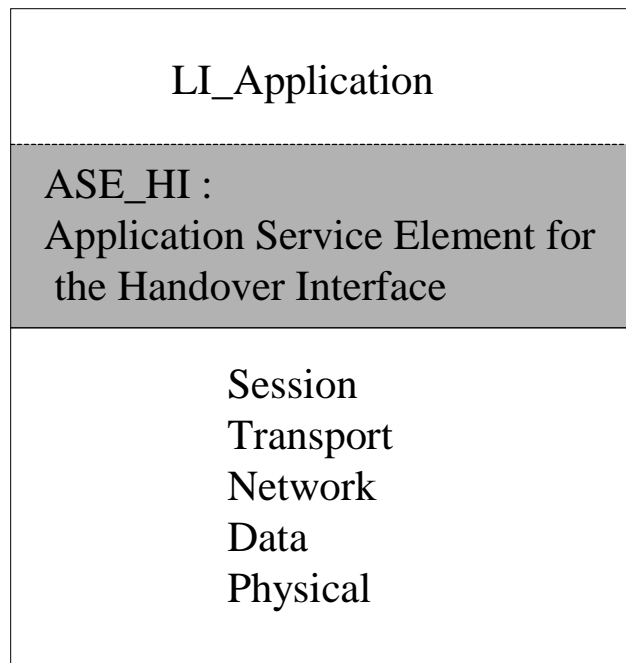 LI_Application
ASE_HI :
Application Service Element for
the Handover Interface
Session
Transport
Network
Data
Physical